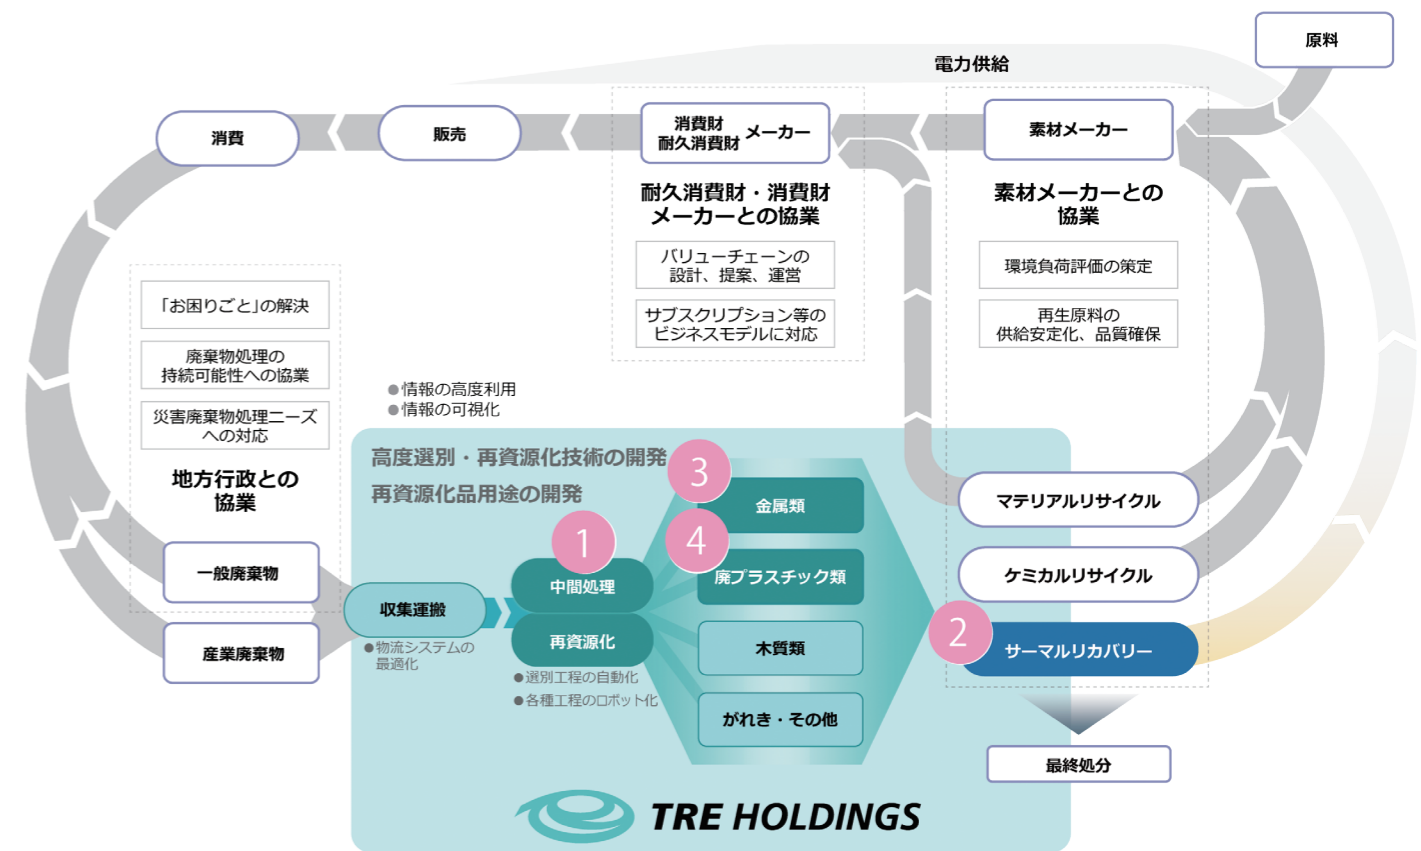 原料
電力供給
消費
販売
消費財
耐久消費財
メーカー
素材メーカー
耐久消費財・消費財
メーカーとの協業
バリューチェーンの
設計、提案、運営
サブスクリプション等の
ビジネスモデルに対応
素材メーカーとの
協業
環境負荷評価の策定
再生原料の
供給安定化、品質確保
「お困りごと」の解決
廃棄物処理の
持続可能性への協業
災害廃棄物処理ニーズ
への対応
地方行政との
協業
一般廃棄物
産業廃棄物
●情報の高度利用
●情報の可視化
高度選別・再資源化技術の開発
再資源化品用途の開発
収集運搬
●物流システムの
最適化
1
中間処理
再資源化
●選別工程の自動化
●各種工程のロボット化
3
金属類
4
廃プラスチック類
木質類
がれき・その他
マテリアルリサイクル
ケミカルリサイクル
2
サーマルリカバリー
最終処分
TRE HOLDINGS